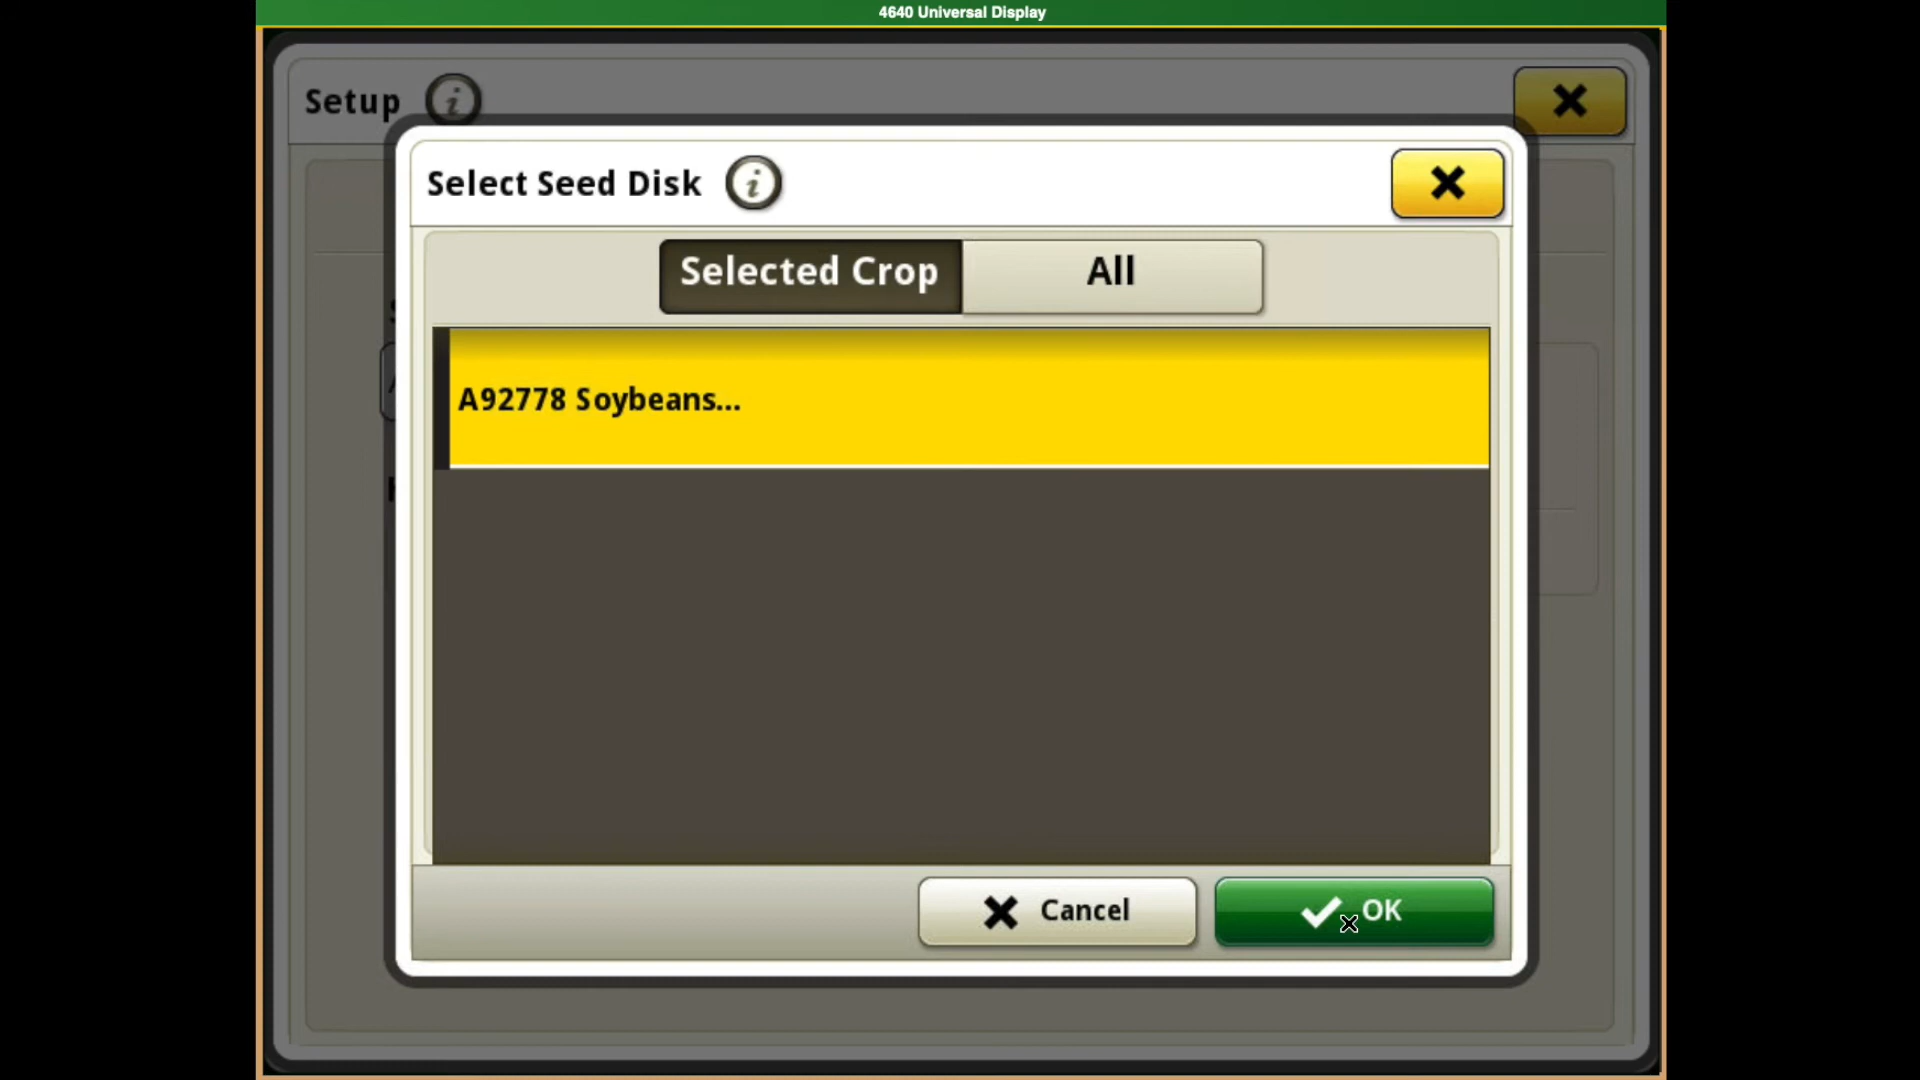 4640 Universal Display
Setup
Select Seed Disk
Selected Crop
All
A92778 Soybeans...
Cancel
OK